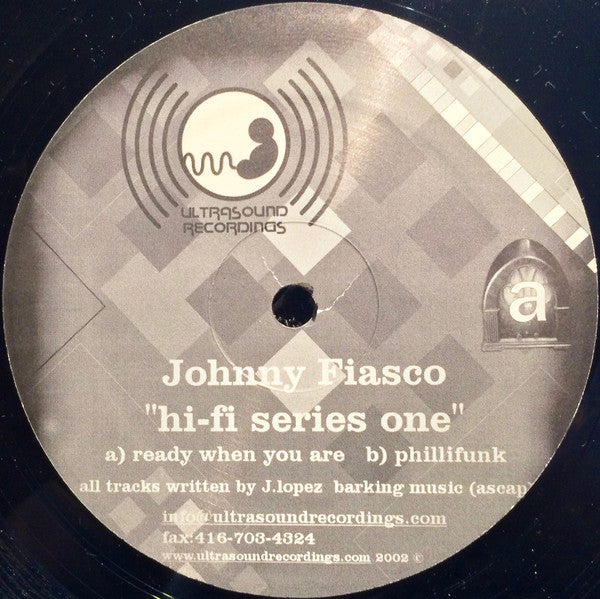 ULTRASOUND
RECORDINGS
a
Johnny Fiasco
"hi-fi series one"
a) ready when you are b) phillifunk
all tracks written by J.lopez barking music (ascap)
info@ultrasoundrecordings.com
fax:416-703-4324
www.ultrasoundrecordings.com 2002 ©